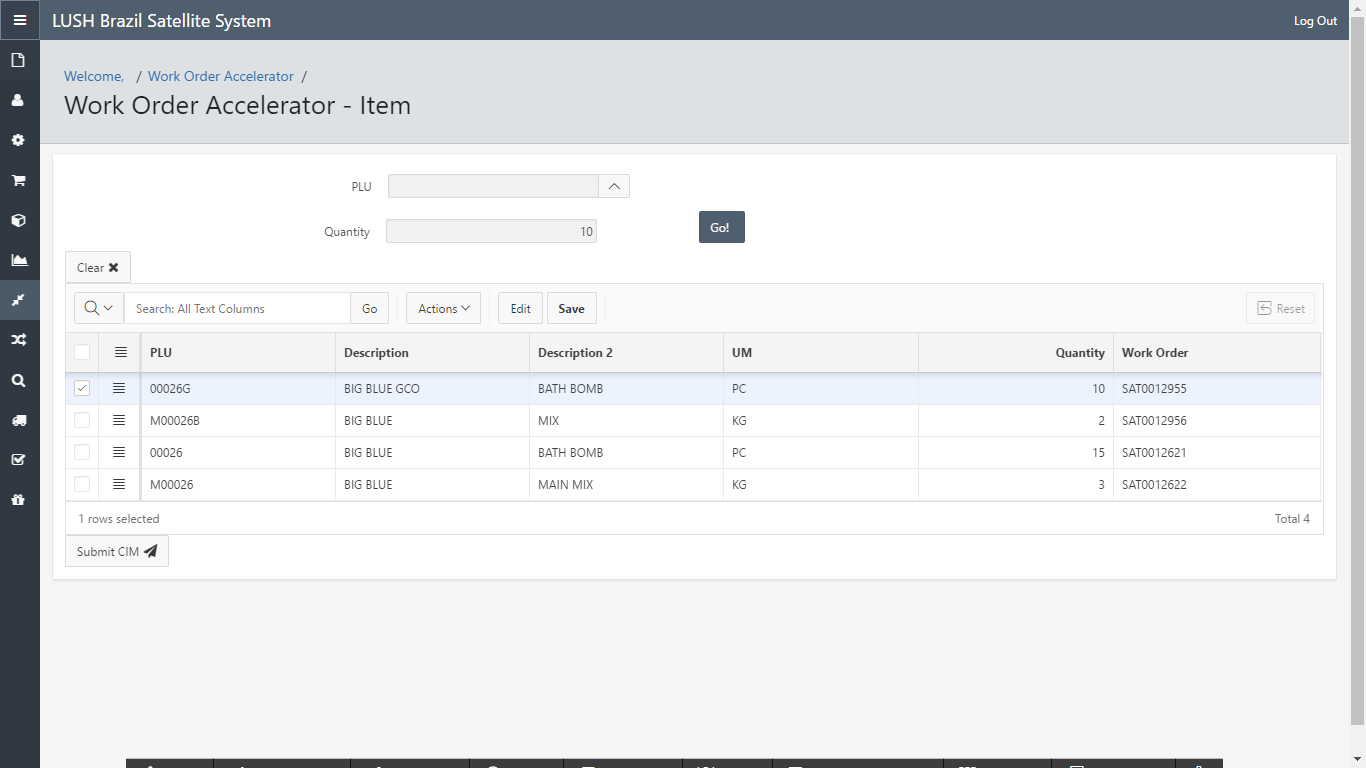 LUSH Brazil Satellite System Log Out
Welcome, / Work Order Accelerator /
Work Order Accelerator - Item
PLU
Quantity 10 Go!
Clear
Search: All Text Columns Go Actions Edit Save Reset
PLU Description Description 2 UM Quantity Work Order
00026G BIG BLUE GCO BATH BOMB PC 10 SAT0012955
M00026B BIG BLUE MIX KG 2 SAT0012956
00026 BIG BLUE BATH BOMB PC 15 SAT0012621
M00026 BIG BLUE MAIN MIX KG 3 SAT0012622
1 rows selected Total 4
Submit CIM